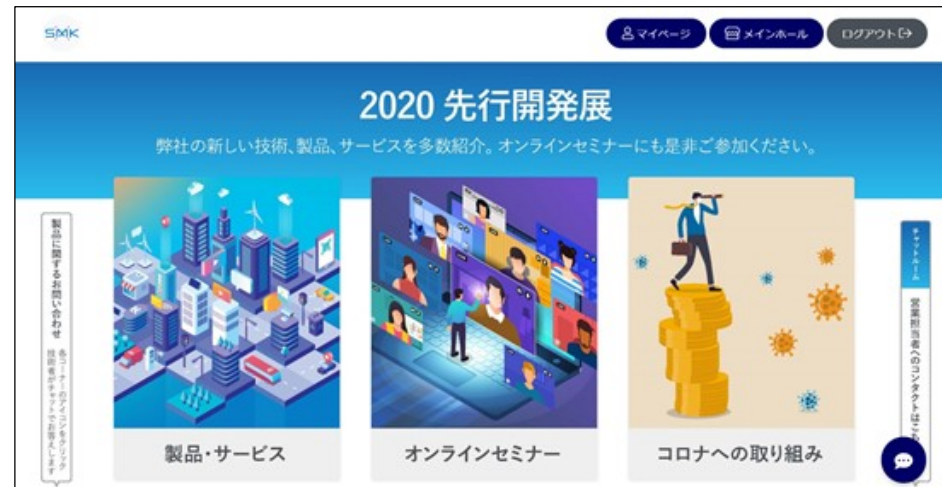 SMK
マイページ
メインホール
ログアウト
2020 先行開発展
弊社の新しい技術、製品、サービスを多数紹介。オンラインセミナーにも是非ご参加ください。
製品に関するお問い合わせ
各コーナーのアイコンをクリック
技術者がチャットでお答えします
製品・サービス
オンラインセミナー
コロナへの取り組み
チャットルーム
営業担当者へのコンタクトはこち